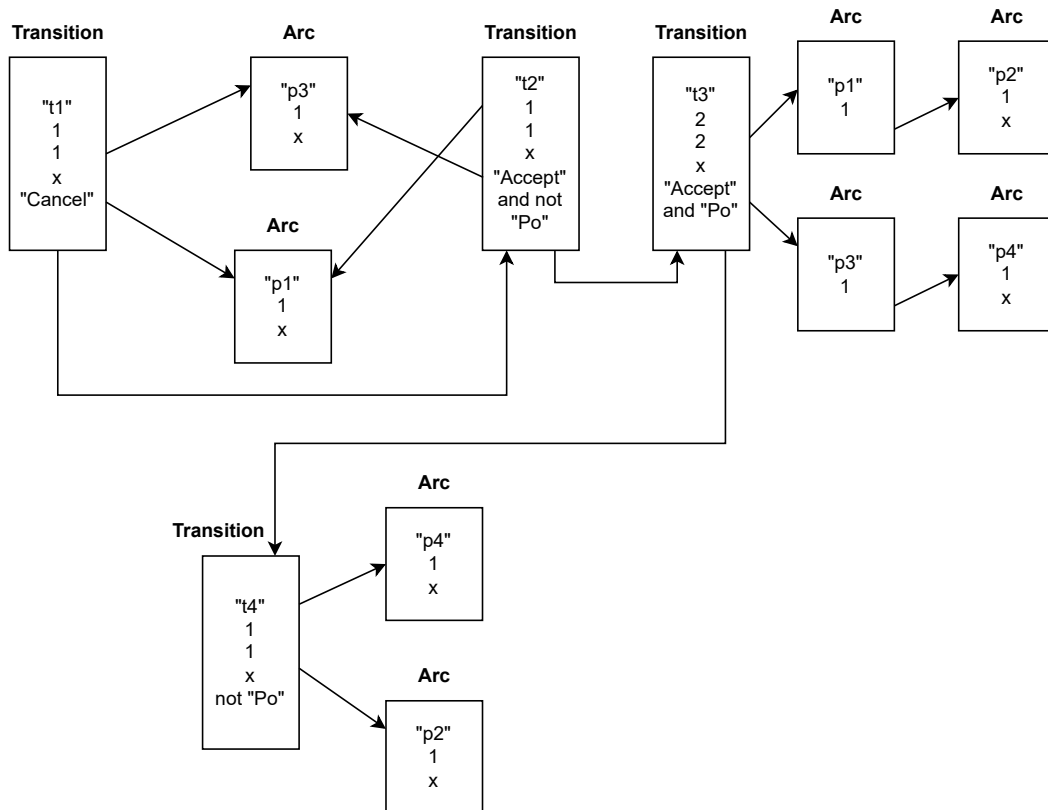 Transition
"t1"
1
1
x
"Cancel"
Arc
"p3"
1
x
Arc
"p1"
1
x
Transition
"t2"
1
1
x
"Accept"
and not
"Po"
Transition
"t3"
2
2
x
"Accept"
and "Po"
Arc
"p1"
1
Arc
"p2"
1
x
Arc
"p3"
1
Arc
"p4"
1
x
Transition
"t4"
1
1
x
not "Po"
Arc
"p4"
1
x
Arc
"p2"
1
x